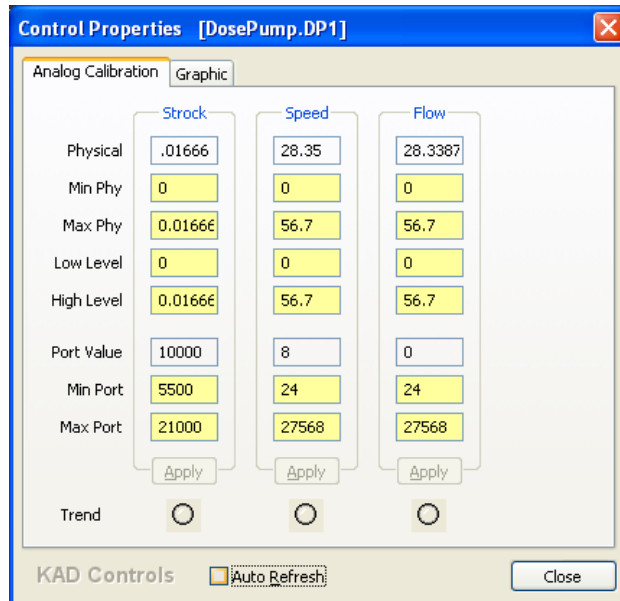 Control Properties [DosePump.DP1]
Analog Calibration Graphic
Strock Speed Flow
Physical .01666 28.35 28.3387
Min Phy 0 0 0
Max Phy 0.01666 56.7 56.7
Low Level 0 0 0
High Level 0.01666 56.7 56.7
Port Value 10000 8 0
Min Port 5500 24 24
Max Port 21000 27568 27568
Apply Apply Apply
Trend
KAD Controls Auto Refresh Close